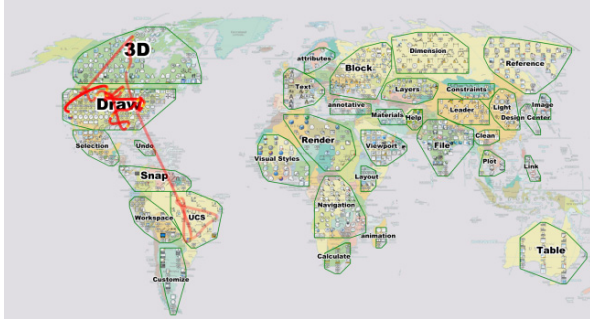 3D
Draw
Selection
Undo
Snap
Workspace
UCS
Customize
attributes
Text
Block
Dimension
Reference
annotative
Layers
Constraints
Materials
Help
Leader
Light
Image
Design Center
Visual Styles
Render
Viewport
File
Clean
Plot
Link
Layout
Navigation
animation
Calculate
Table